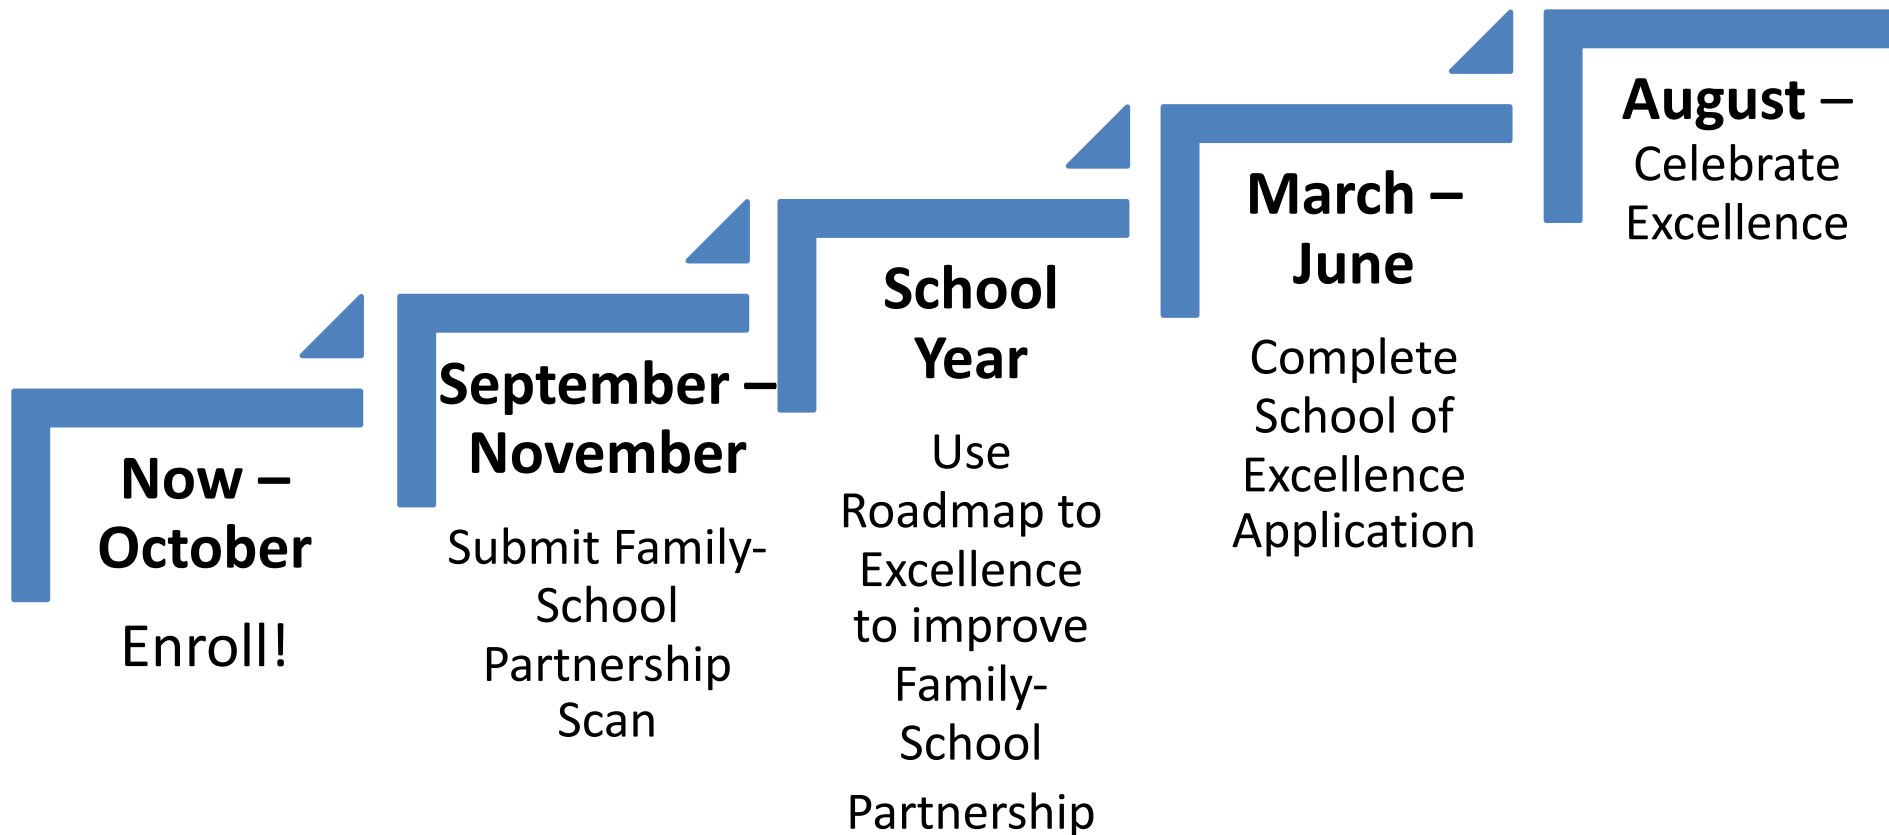 Now –
October
Enroll!
September –
November
Submit Family-
School
Partnership
Scan
School
Year
Use
Roadmap to
Excellence
to improve
Family-
School
Partnership
March –
June
Complete
School of
Excellence
Application
August –
Celebrate
Excellence